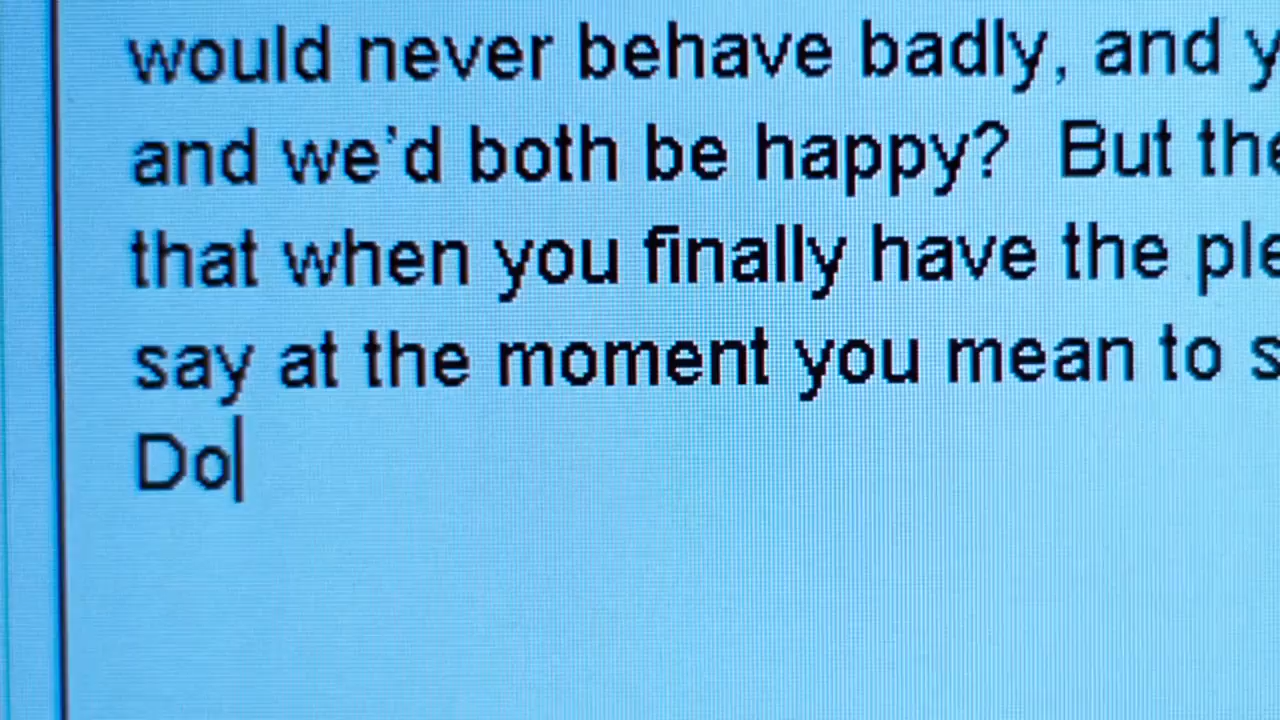 would never behave badly, and
and we'd both be happy? But
that when you finally have the
say at the moment you mean to
Do